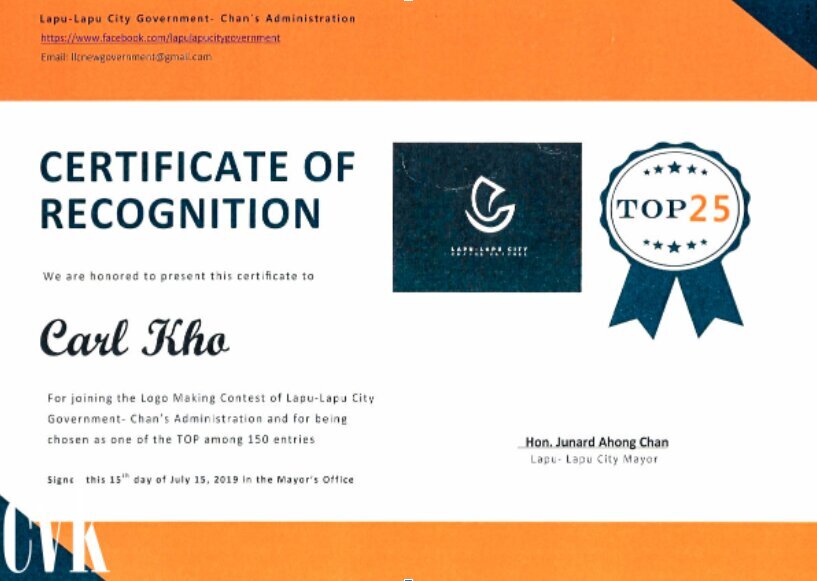 Lapu-Lapu City Government- Chan's Administration
https://www.facebook.com/lapulapucitygovernment
Email: llcnewgovernment@gmail.com
CERTIFICATE OF
RECOGNITION
We are honored to present this certificate to
Carl Kho
For joining the Logo Making Contest of Lapu-Lapu City
Government- Chan's Administration and for being
chosen as one of the TOP among 150 entries
Signe this 15th day of July 15, 2019 in the Mayor's Office
LAPU-LAPU CITY
TOP25
Hon. Junard Ahong Chan
Lapu- Lapu City Mayor
CVK